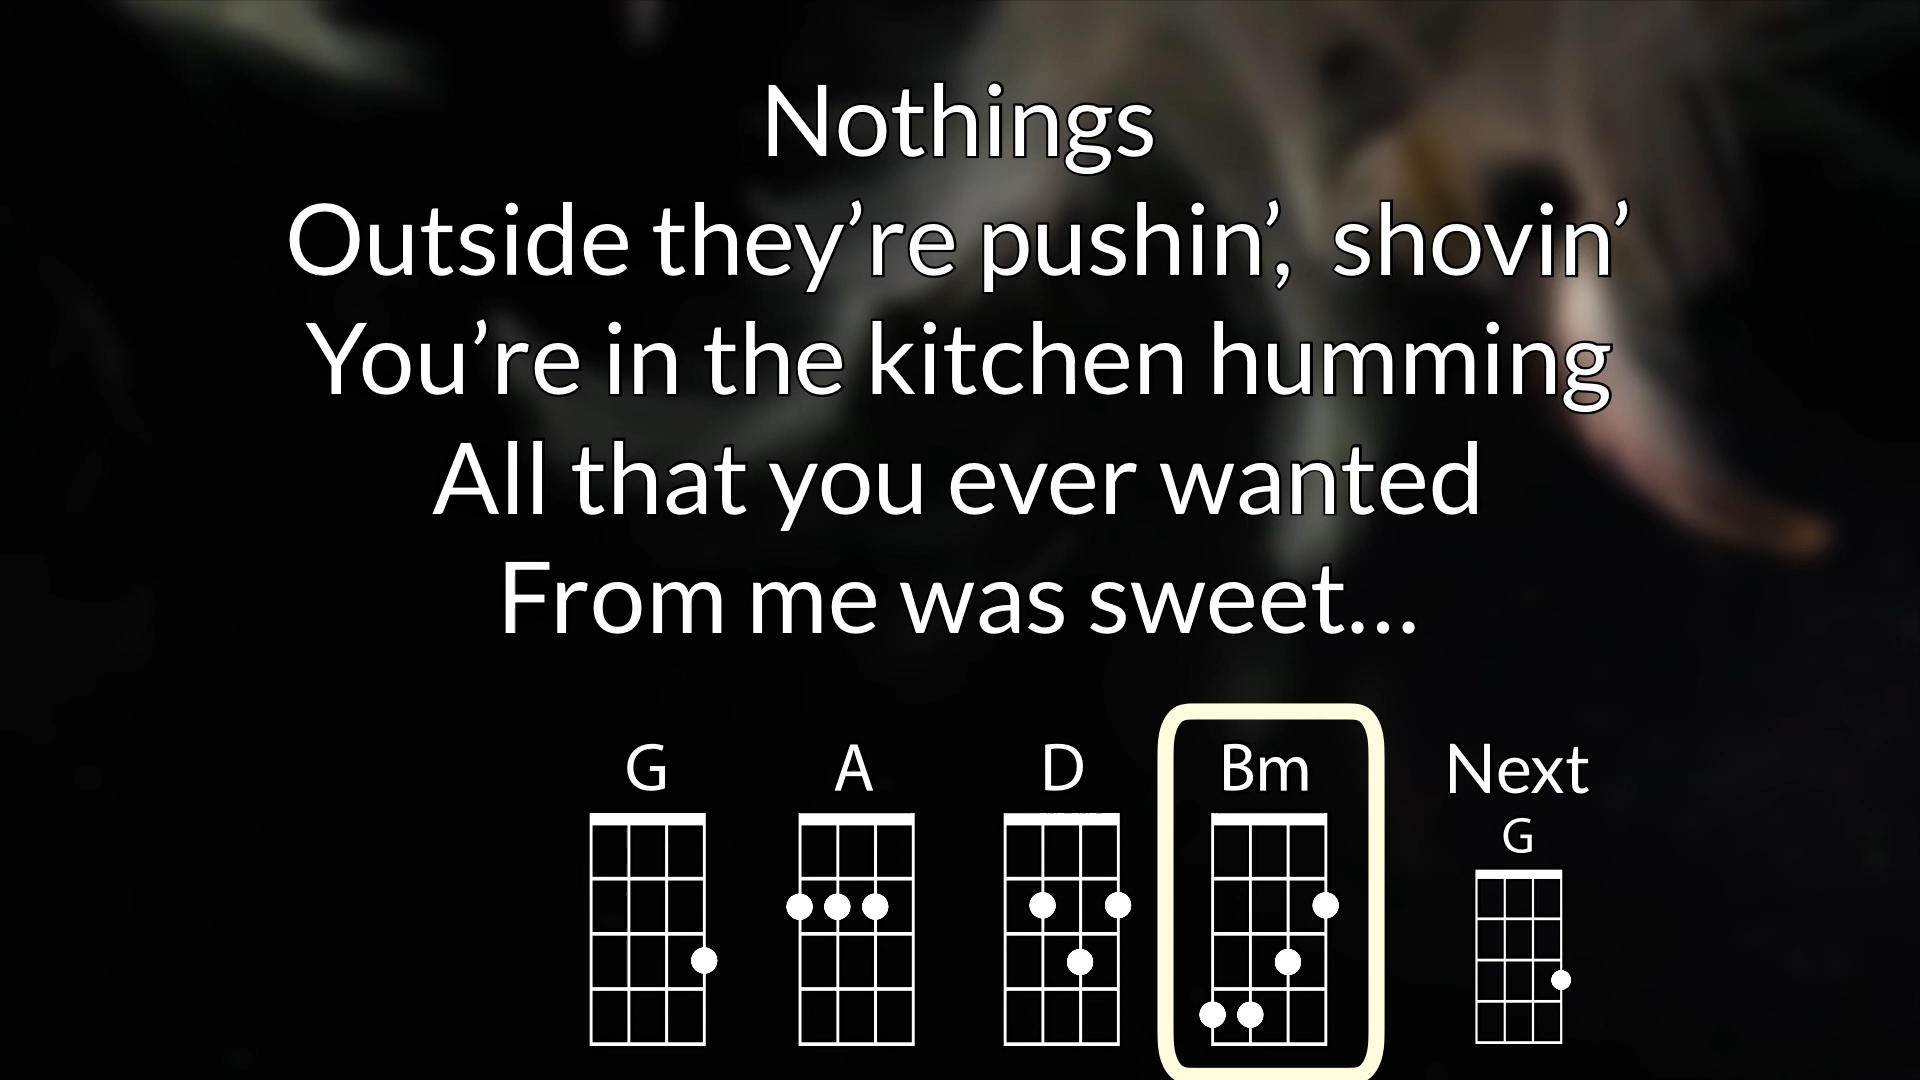 Nothings
Outside they’re pushin’,  shovin’
You’re in the kitchen humming
All that you ever wanted
From me was sweet...
G A D Bm Next
G